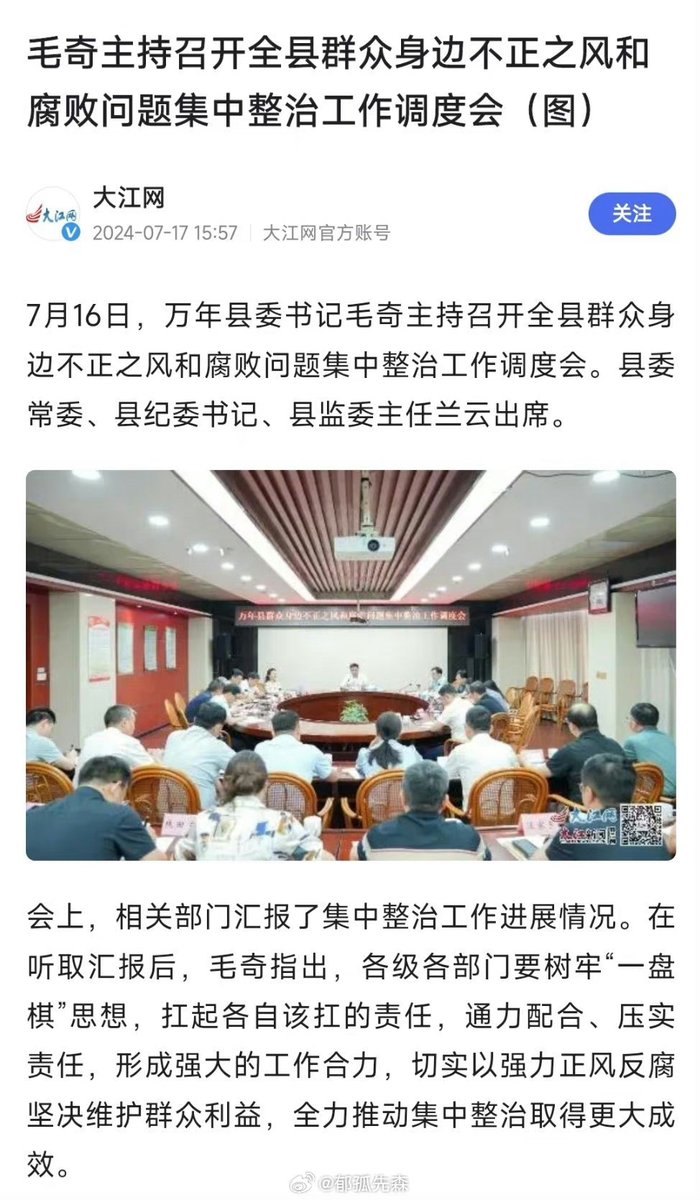 毛奇主持召开全县群众身边不正之风和
腐败问题集中整治工作调度会（图）
大江网
大江网
2024-07-17 15:57 大江网官方账号
关注
7月16日，万年县委书记毛奇主持召开全县群众身
边不正之风和腐败问题集中整治工作调度会。县委
常委、县纪委书记、县监委主任兰云出席。
万年县群众身边不正之风和腐败问题集中整治工作调度会
大江网
大江新闻
会上，相关部门汇报了集中整治工作进展情况。在
听取汇报后，毛奇指出，各级各部门要树牢“一盘
棋”思想，扛起各自该扛的责任，通力配合、压实
责任，形成强大的工作合力，切实以强力正风反腐
坚决维护群众利益，全力推动集中整治取得更大成
效。
@郁孤先森